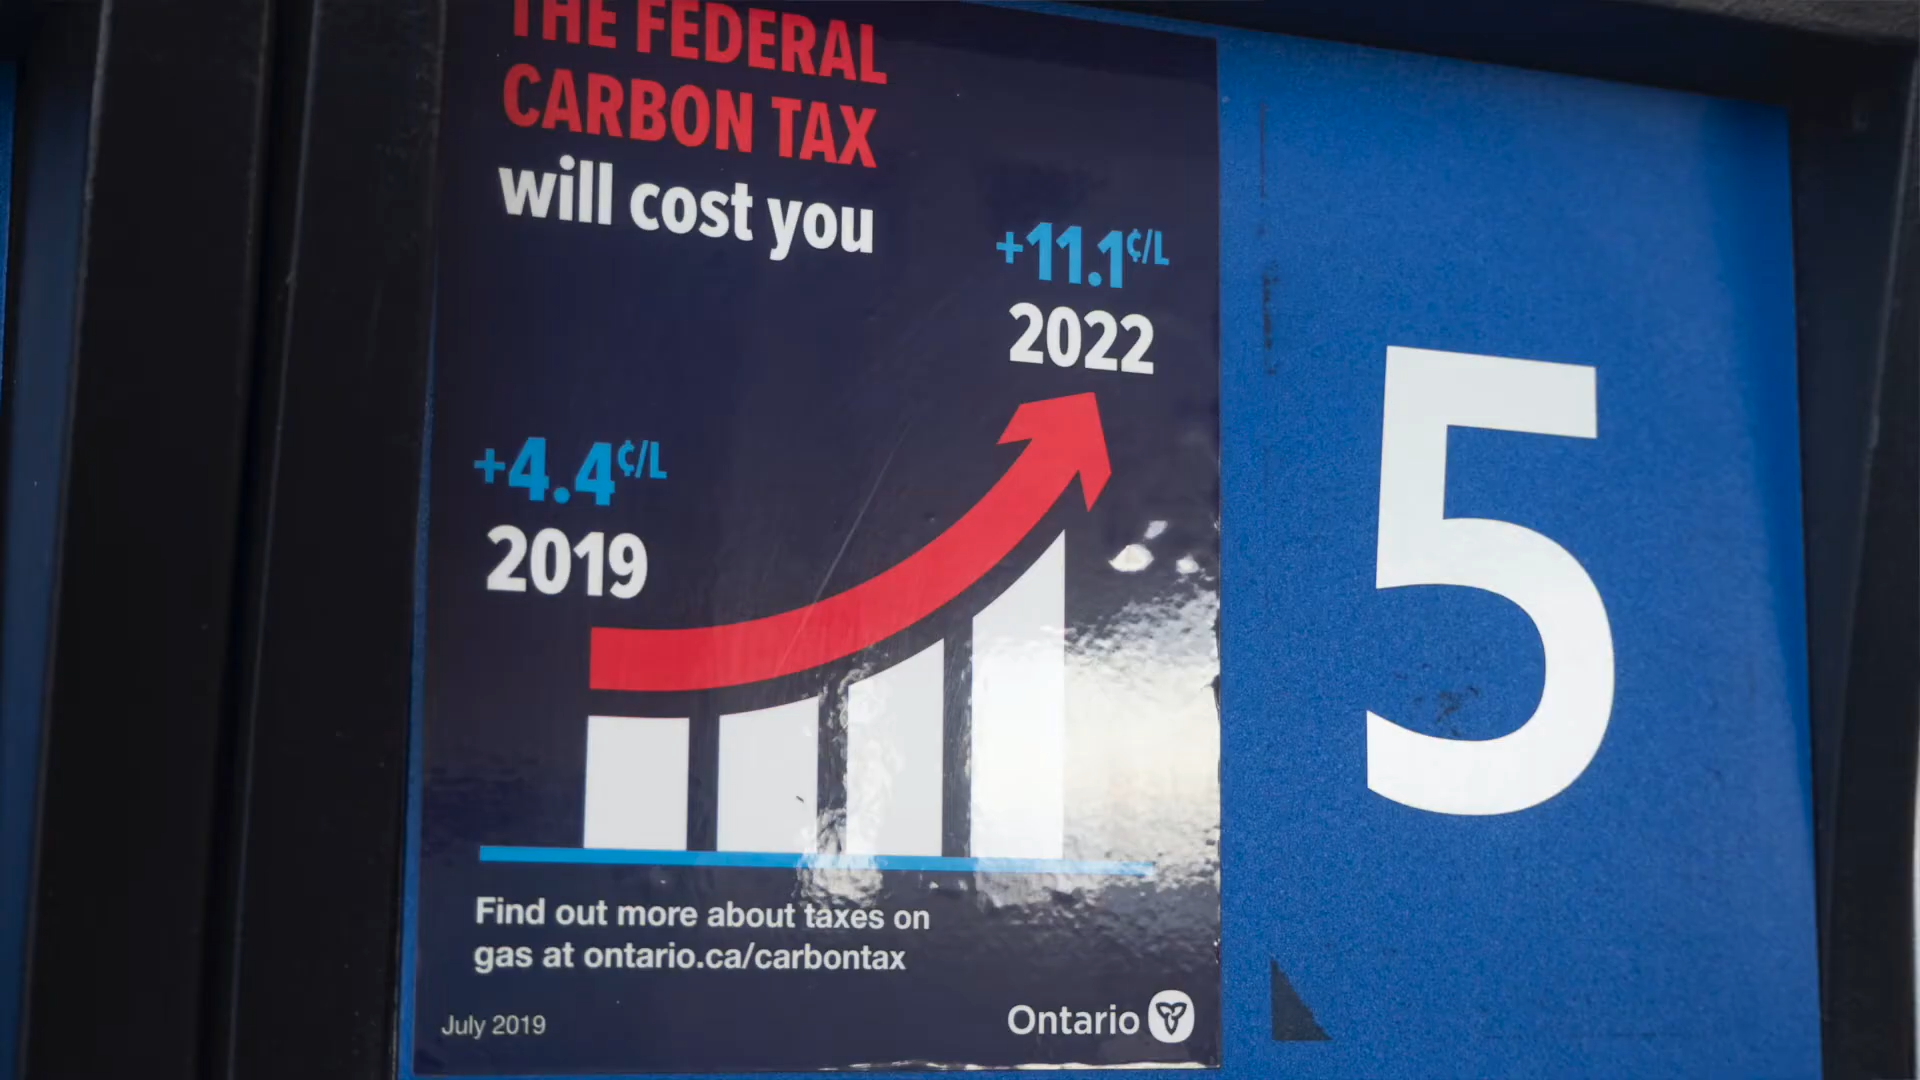 THE FEDERAL
CARBON TAX
will cost you
+11.1¢/L
2022
+4.4¢/L
2019
Find out more about taxes on
gas at ontario.ca/carbontax
July 2019
Ontario
5